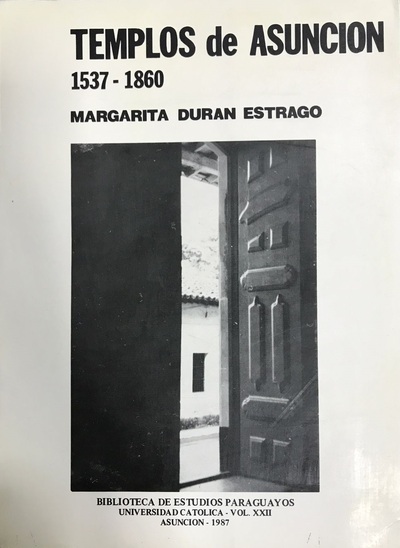 TEMPLOS de ASUNCION
1537 - 1860
MARGARITA DURAN ESTRAGO
BIBLIOTECA DE ESTUDIOS PARAGUAYOS
UNIVERSIDAD CATOLICA - VOL. XXII
ASUNCION - 1987